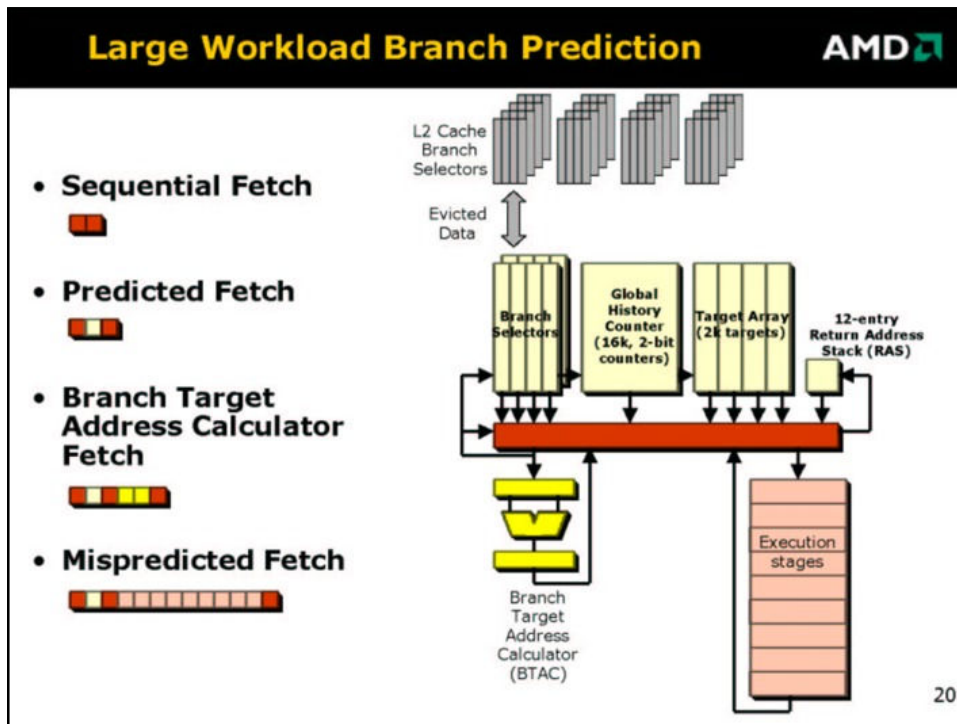 Large Workload Branch Prediction
AMD
• Sequential Fetch
• Predicted Fetch
• Branch Target
Address Calculator
Fetch
• Mispredicted Fetch
L2 Cache
Branch
Selectors
Evicted
Data
Branch
Selectors
Global
History
Counter
(16k, 2-bit
counters)
Target Array
(2k targets)
12-entry
Return Address
Stack (RAS)
Branch
Target
Address
Calculator
(BTAC)
Execution
stages
20